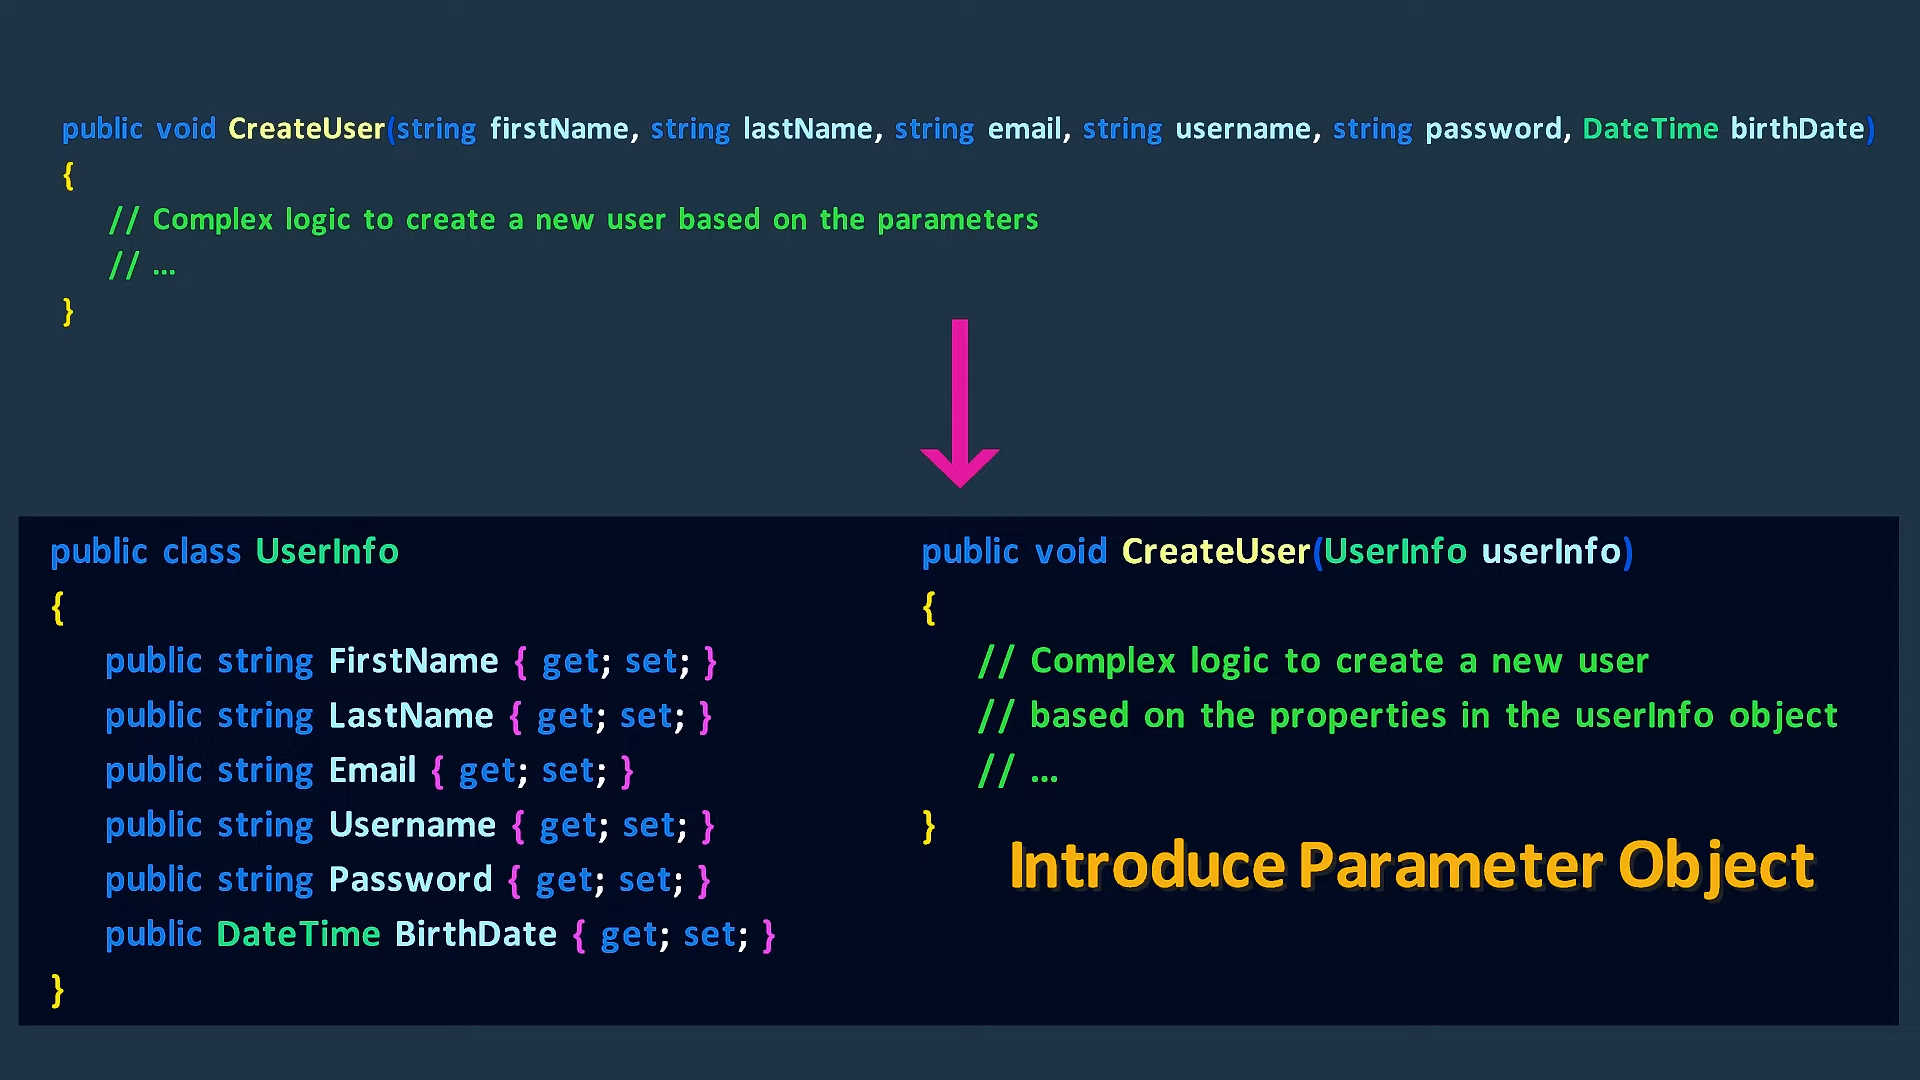 public void CreateUser(string firstName, string lastName, string email, string username, string password, DateTime birthDate)
{
// Complex logic to create a new user based on the parameters
// ...
}
public class UserInfo
{
public string FirstName { get; set; }
public string LastName { get; set; }
public string Email { get; set; }
public string Username { get; set; }
public string Password { get; set; }
public DateTime BirthDate { get; set; }
}
public void CreateUser(UserInfo userInfo)
{
// Complex logic to create a new user
// based on the properties in the userInfo object
// ...
}
Introduce Parameter Object